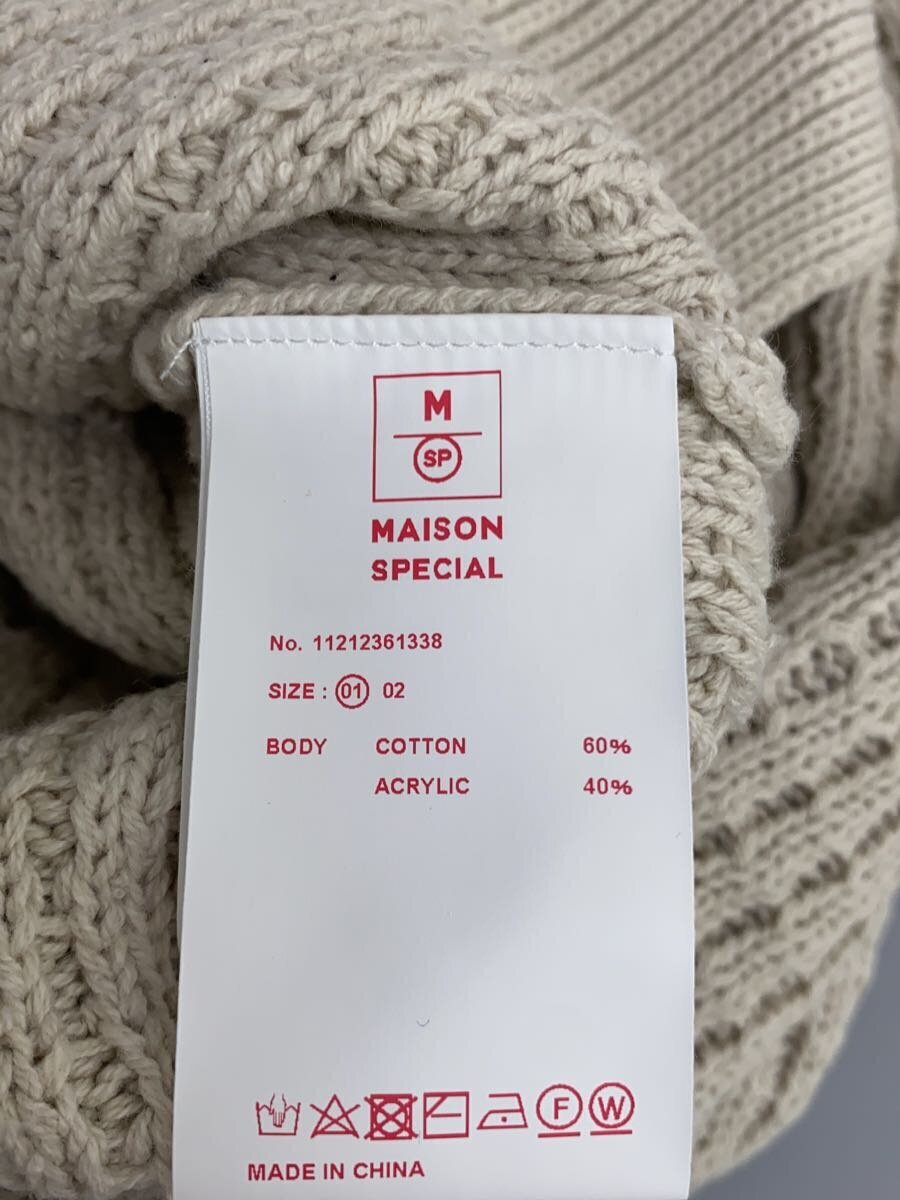 M
SP
MAISON
SPECIAL
No. 11212361338
SIZE : 01 02
BODY COTTON 60%
ACRYLIC 40%
F W
MADE IN CHINA